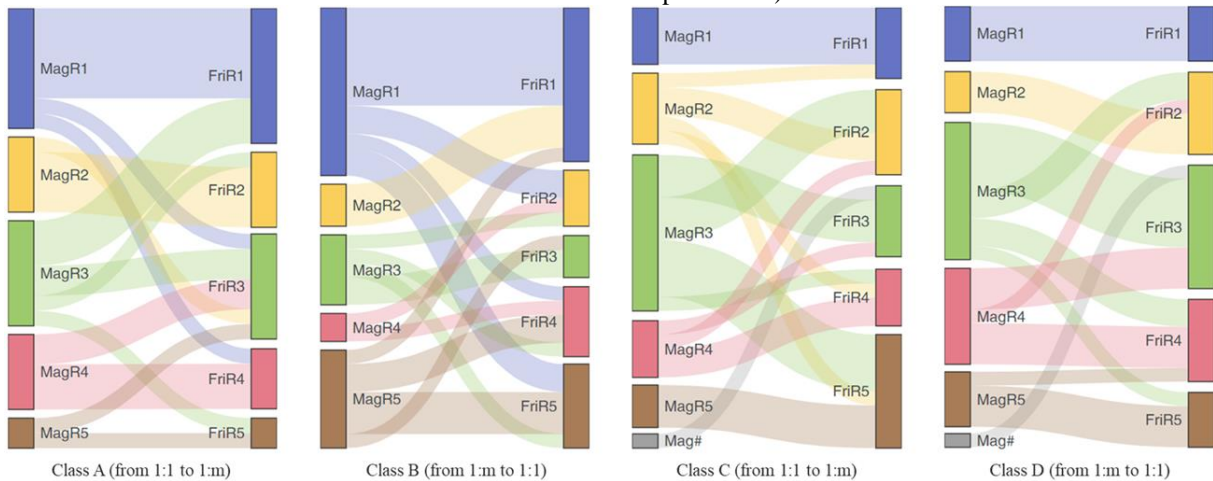 MagR1
FriR1
MagR2
FriR2
MagR3
FriR3
MagR4
FriR4
MagR5
FriR5
Class A (from 1:1 to 1:m)
MagR1
FriR1
MagR2
FriR2
MagR3
FriR3
MagR4
FriR4
MagR5
FriR5
Class B (from 1:m to 1:1)
MagR1
FriR1
MagR2
FriR2
MagR3
FriR3
MagR4
FriR4
MagR5
FriR5
Mag#
Class C (from 1:1 to 1:m)
MagR1
FriR1
MagR2
FriR2
MagR3
FriR3
MagR4
FriR4
MagR5
FriR5
Mag#
Class D (from 1:m to 1:1)